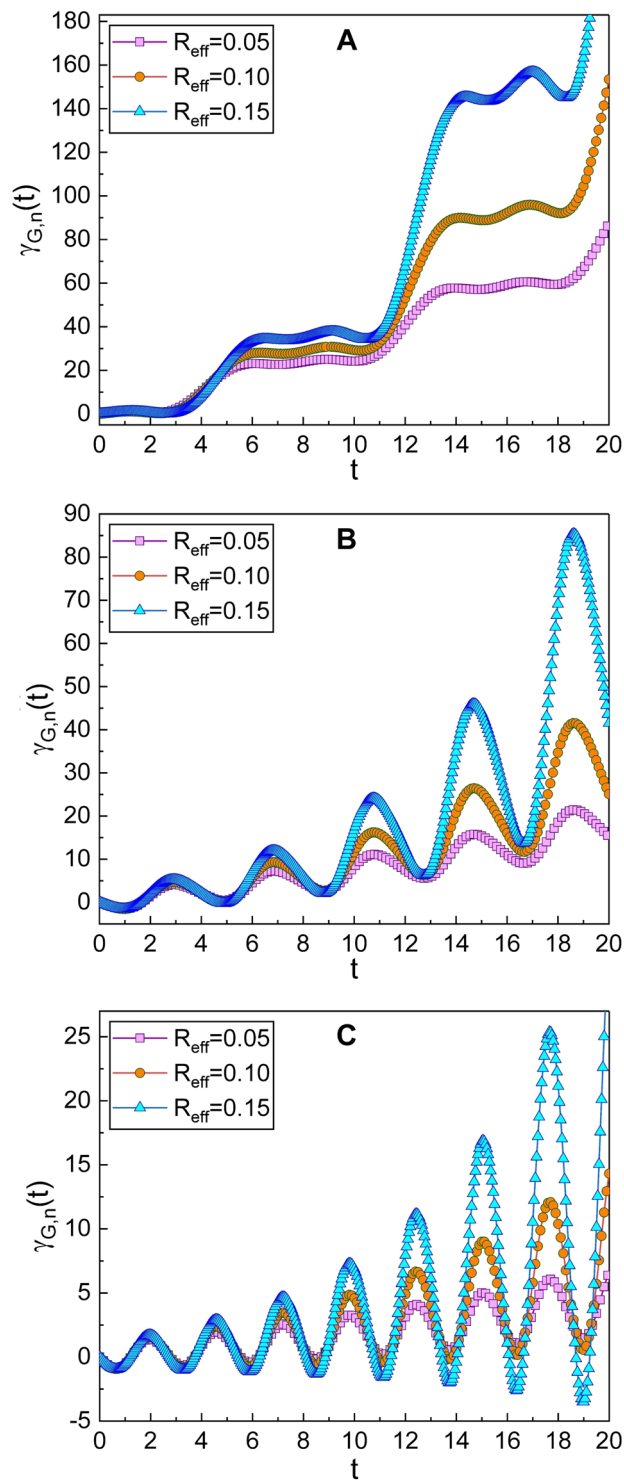 A
R_eff=0.05
R_eff=0.10
R_eff=0.15
180
160
140
120
100
80
60
40
20
0
γ_G,n(t)
0 2 4 6 8 10 12 14 16 18 20
t
B
R_eff=0.05
R_eff=0.10
R_eff=0.15
90
80
70
60
50
40
30
20
10
0
γ_G,n(t)
0 2 4 6 8 10 12 14 16 18 20
t
C
R_eff=0.05
R_eff=0.10
R_eff=0.15
25
20
15
10
5
0
-5
γ_G,n(t)
0 2 4 6 8 10 12 14 16 18 20
t